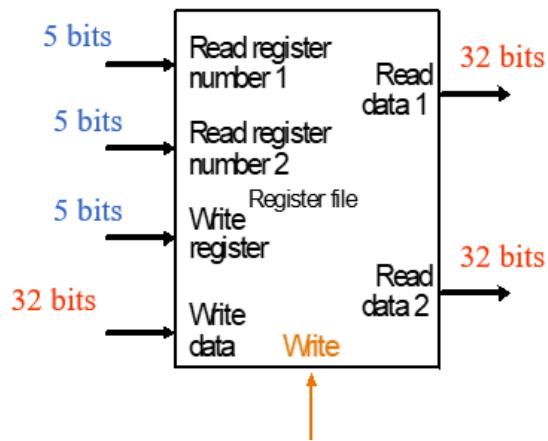 5 bits
Read register
number 1
32 bits
Read
data 1
5 bits
Read register
number 2
Register file
5 bits
Write
register
32 bits
Read
data 2
32 bits
Write
data
Write